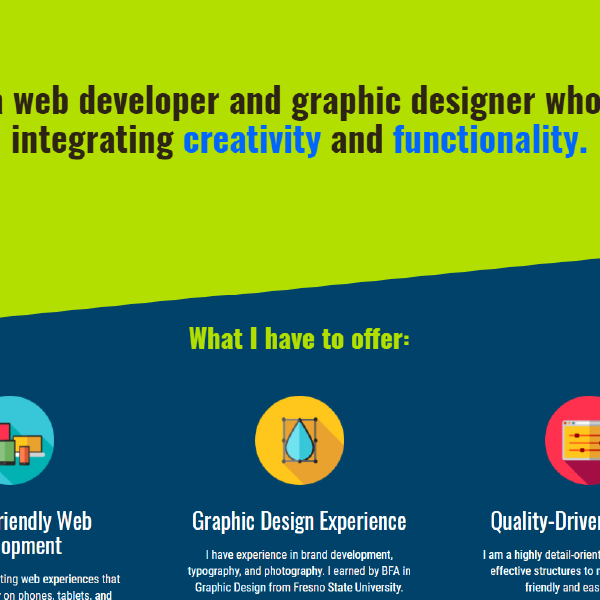 a web developer and graphic designer who
integrating creativity and functionality.
What I have to offer:
riendly Web
opment
ting web experiences that
on phones, tablets, and
Graphic Design Experience
I have experience in brand development,
typography, and photography. I earned by BFA in
Graphic Design from Fresno State University.
Quality-Drive
I am a highly detail-orient
effective structures to
friendly and eas